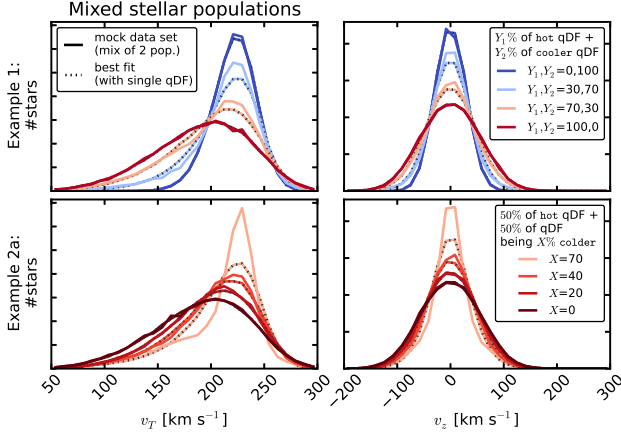 Mixed stellar populations
Example 1:
#stars
mock data set
(mix of 2 pop.)
best fit
(with single qDF)
Y₁% of hot qDF +
Y₂% of cooler qDF
Y₁,Y₂=0,100
Y₁,Y₂=30,70
Y₁,Y₂=70,30
Y₁,Y₂=100,0
Example 2a:
#stars
50% of hot qDF +
50% of qDF
being X% colder
X=70
X=40
X=20
X=0
50 100 150 200 250 300
−200 −100 0 100 200 300
v_T [km s⁻¹]
v_z [km s⁻¹]